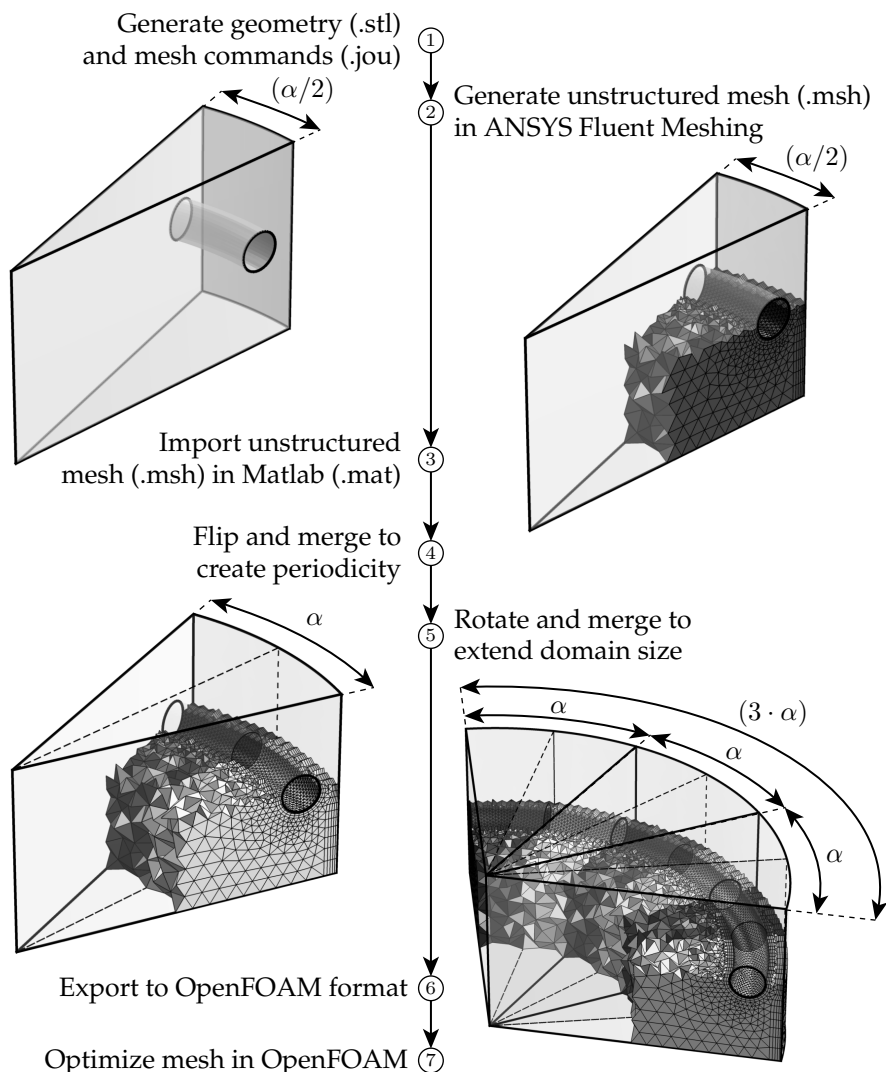 Generate geometry (.stl)
and mesh commands (.jou)
1
(α/2)
2
Generate unstructured mesh (.msh)
in ANSYS Fluent Meshing
(α/2)
Import unstructured
mesh (.msh) in Matlab (.mat)
3
Flip and merge to
create periodicity
4
α
5
Rotate and merge to
extend domain size
(3 · α)
α
α
α
Export to OpenFOAM format
6
Optimize mesh in OpenFOAM
7